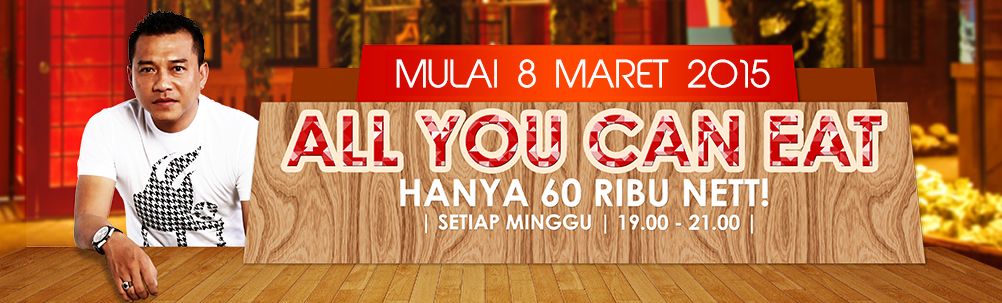 MULAI 8 MARET 2015
ALL YOU CAN EAT
HANYA 60 RIBU NETT!
| SETIAP MINGGU | 19.00 - 21.00 |